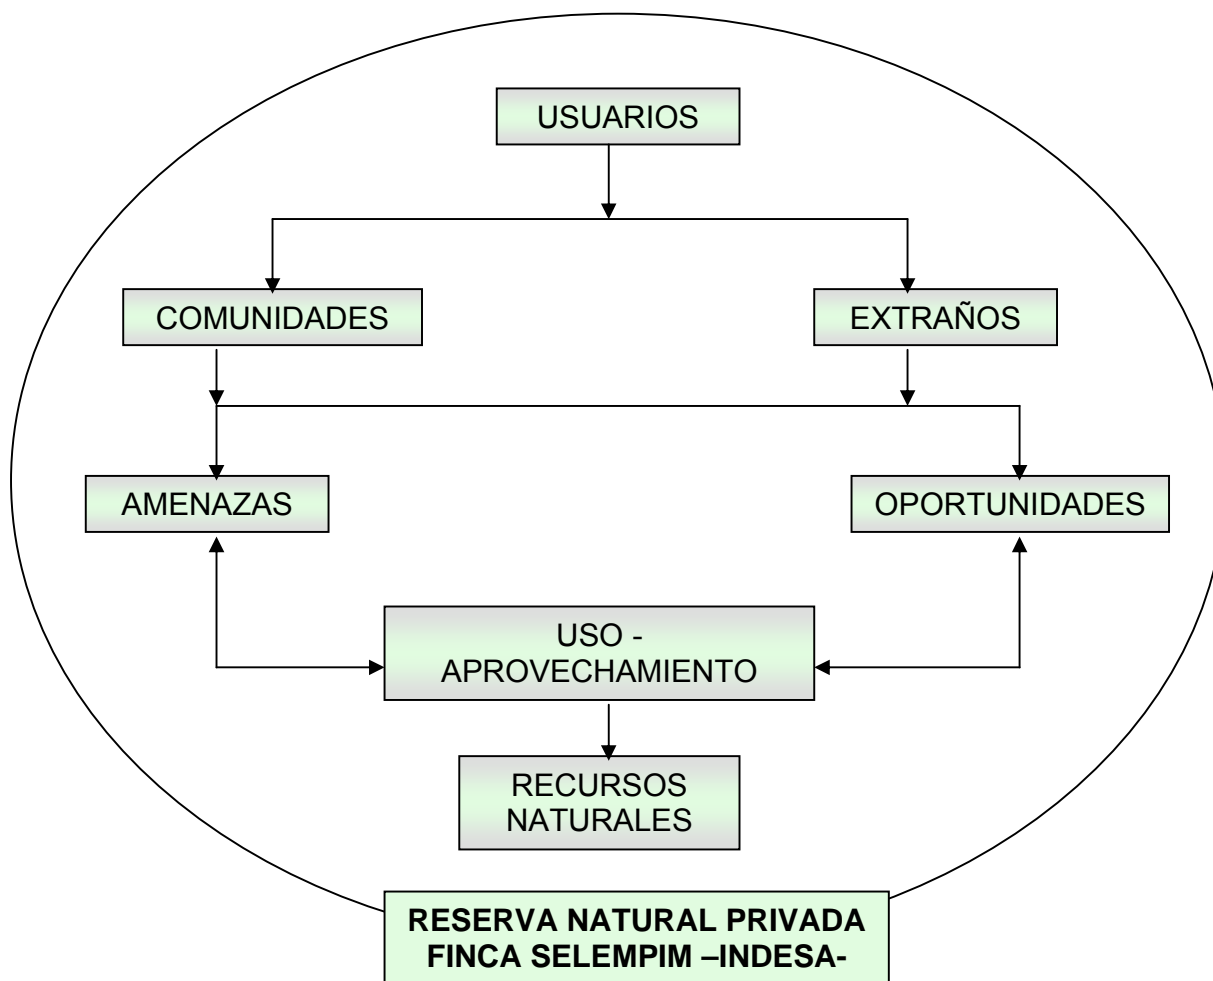 USUARIOS
COMUNIDADES
EXTRAÑOS
AMENAZAS
OPORTUNIDADES
USO -
APROVECHAMIENTO
RECURSOS
NATURALES
RESERVA NATURAL PRIVADA
FINCA SELEMPIM –INDESA-